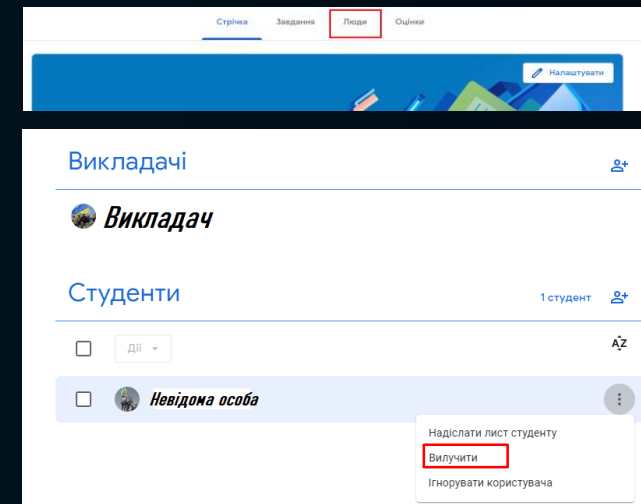 Стрічка Завдання Люди Оцінки
Налаштувати
Викладачі
Викладач
Студенти 1 студент
Дії AZ
Невідома особа
Надіслати лист студенту
Вилучити
Ігнорувати користувача